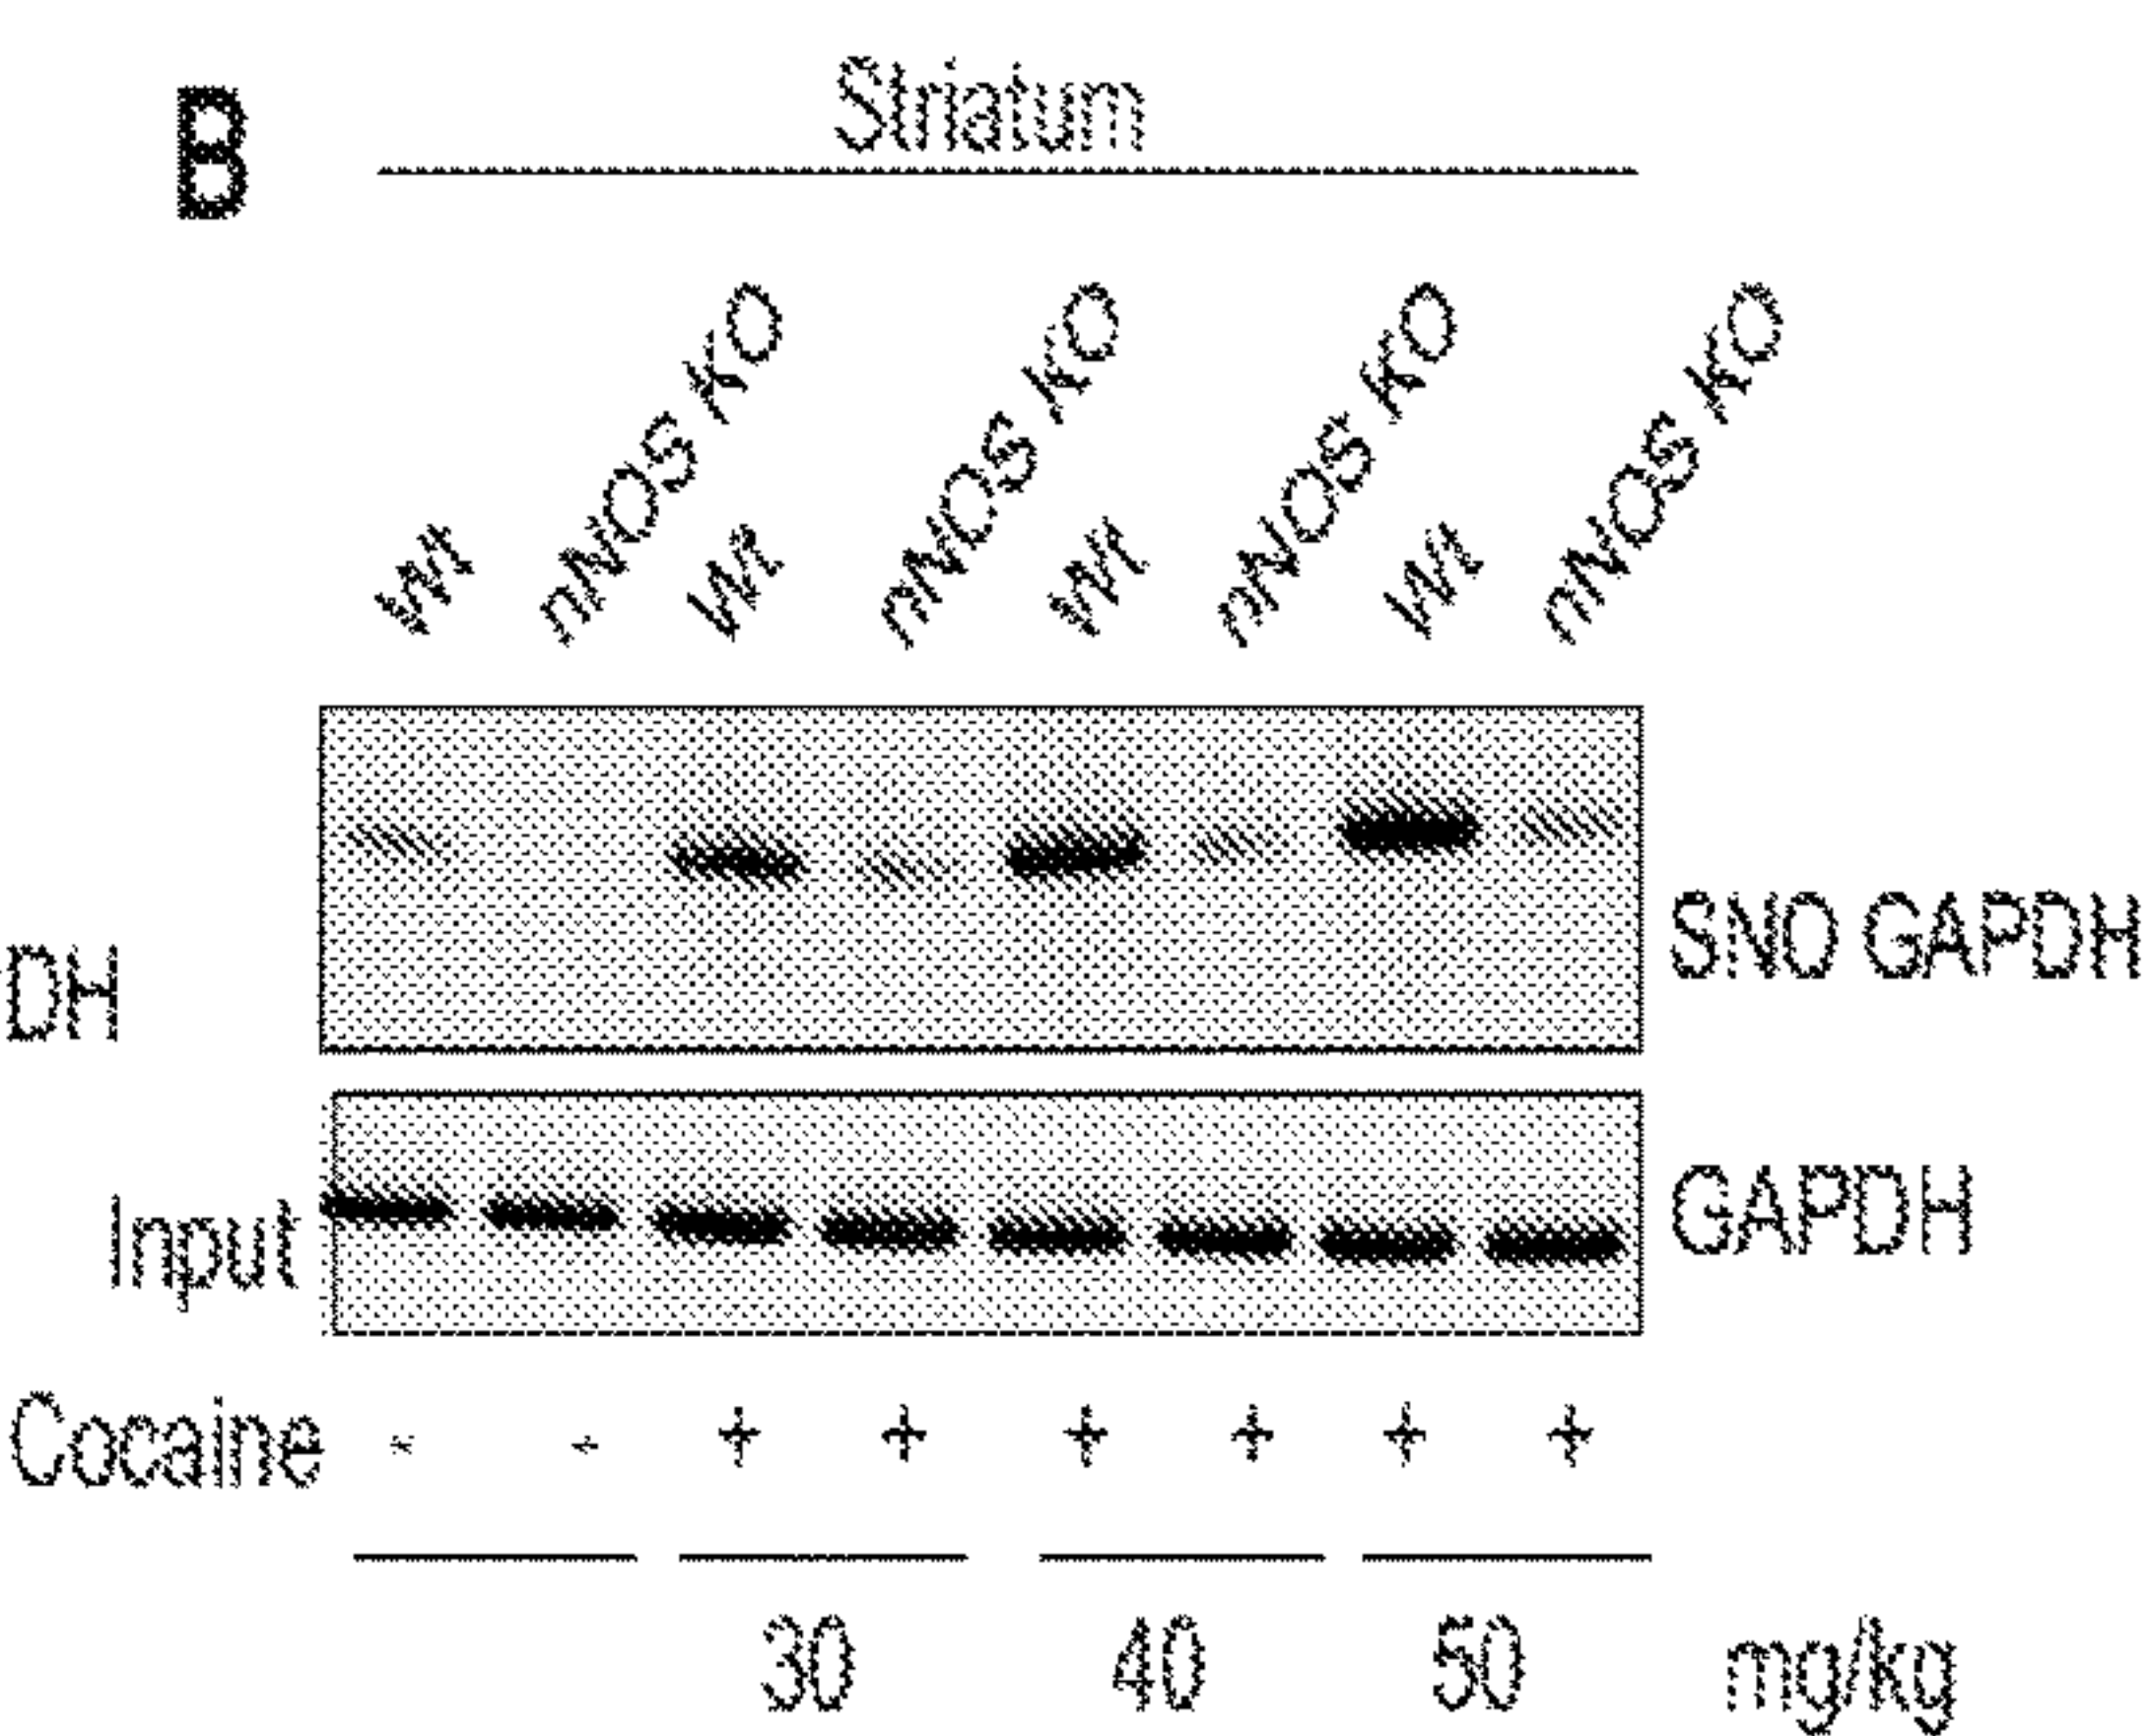 B
Striatum
Wt nNOS KO Wt nNOS KO Wt nNOS KO Wt nNOS KO
SNO GAPDH
DH
Input GAPDH
Cocaine - - + + + + + +
30 40 50 mg/kg